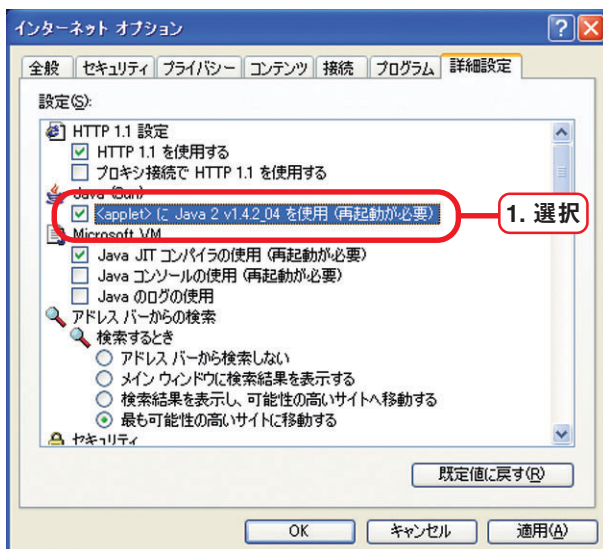 インターネット オプション
全般 セキュリティ プライバシー コンテンツ 接続 プログラム 詳細設定
設定(S):
HTTP 1.1 設定
HTTP 1.1 を使用する
プロキシ接続で HTTP 1.1 を使用する
Java (Sun)
<applet> に Java 2 v1.4.2_04 を使用 (再起動が必要)
1. 選択
Microsoft VM
Java JIT コンパイラの使用 (再起動が必要)
Java コンソールの使用 (再起動が必要)
Java のログの使用
アドレス バーからの検索
検索するとき
アドレス バーから検索しない
メイン ウィンドウに検索結果を表示する
検索結果を表示し、可能性の高いサイトへ移動する
最も可能性の高いサイトに移動する
セキュリティ
既定値に戻す(R)
OK キャンセル 適用(A)